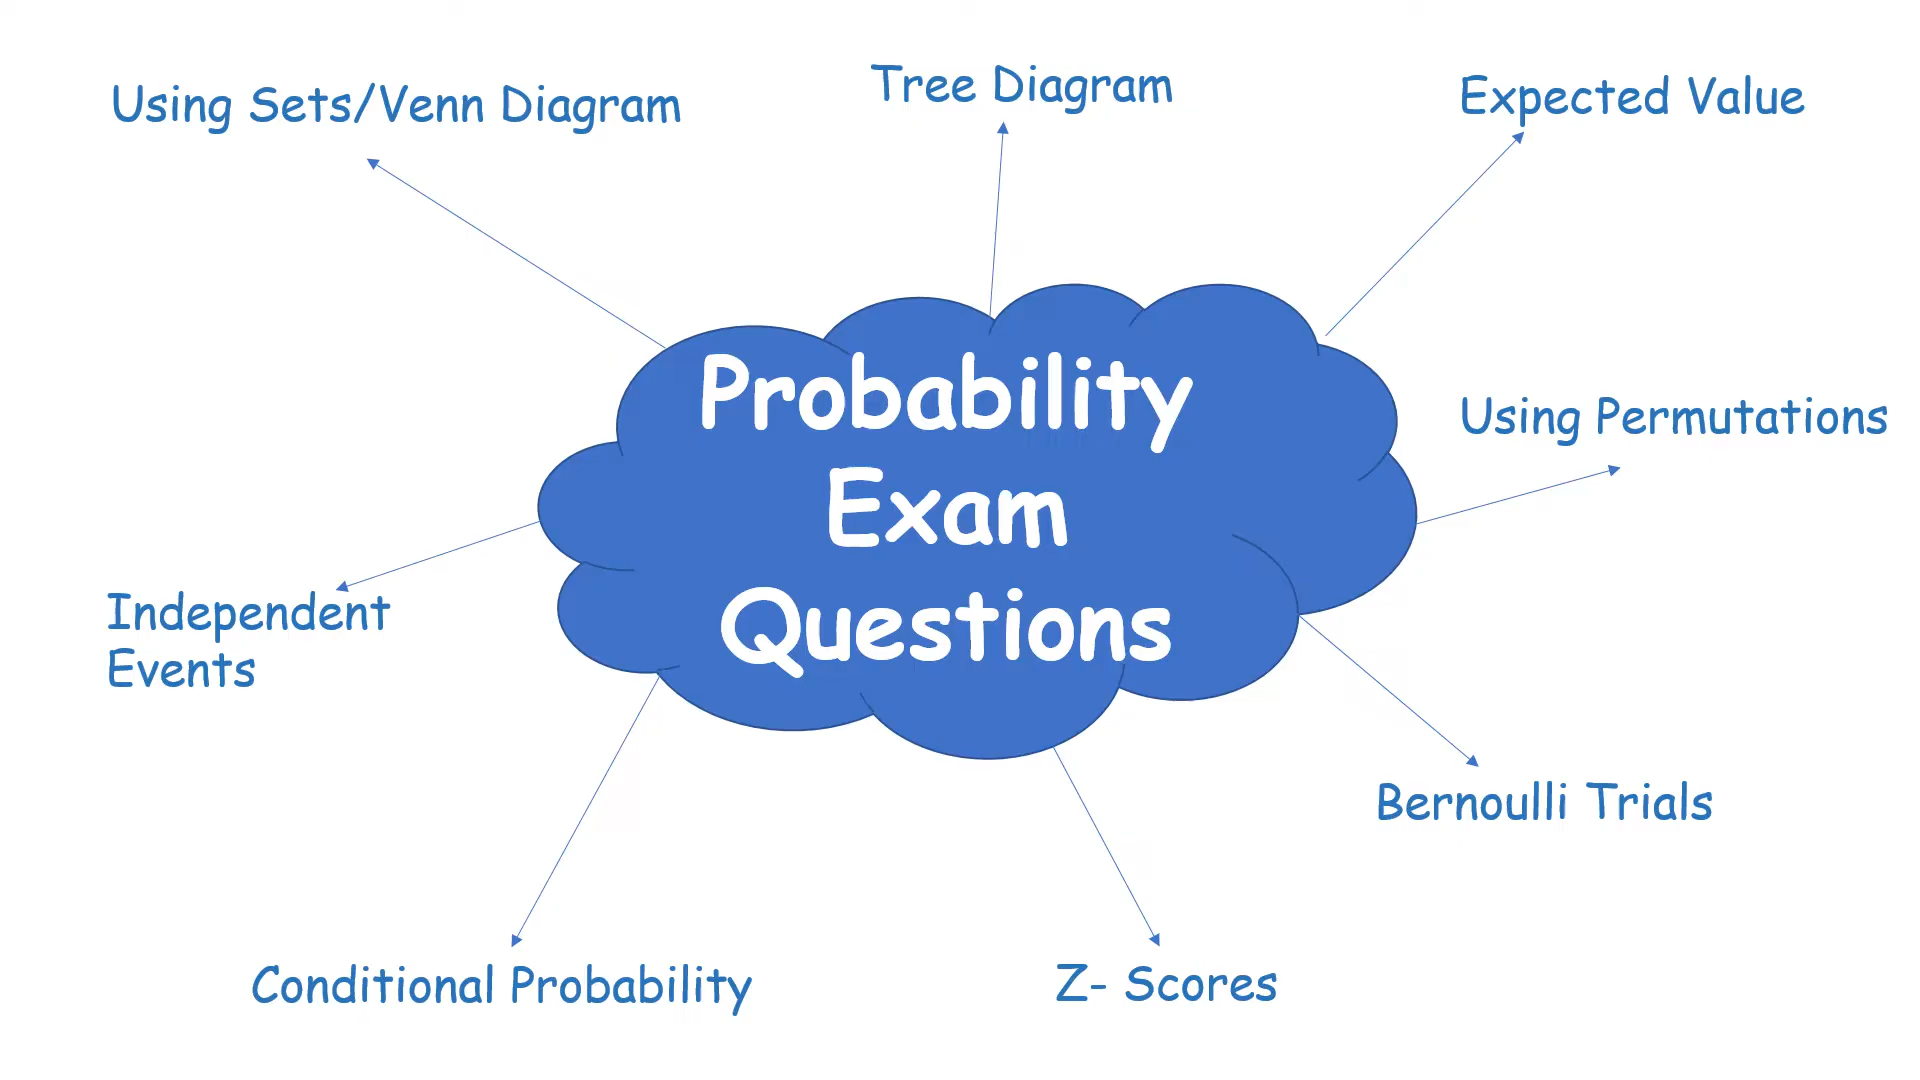 Using Sets/Venn Diagram
Tree Diagram
Expected Value
Probability
Exam
Questions
Using Permutations
Independent
Events
Bernoulli Trials
Conditional Probability
Z- Scores